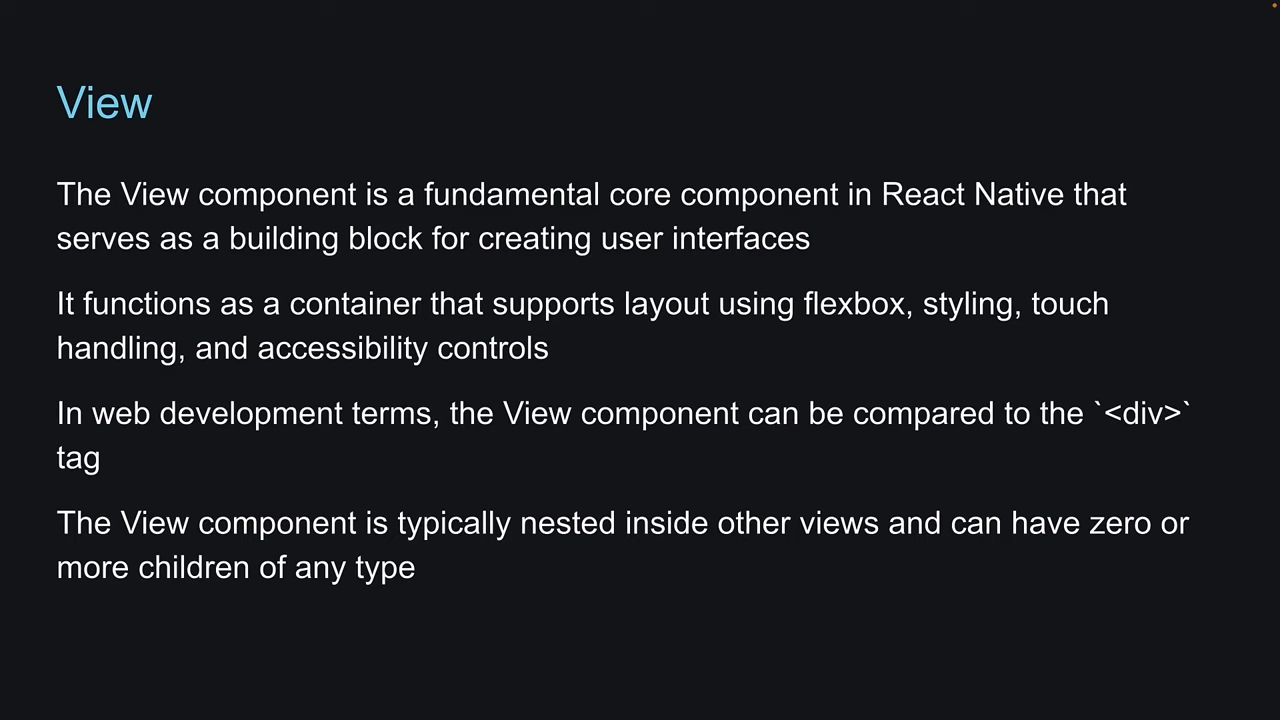 View
The View component is a fundamental core component in React Native that
serves as a building block for creating user interfaces
It functions as a container that supports layout using flexbox, styling, touch
handling, and accessibility controls
In web development terms, the View component can be compared to the `<div>`
tag
The View component is typically nested inside other views and can have zero or
more children of any type